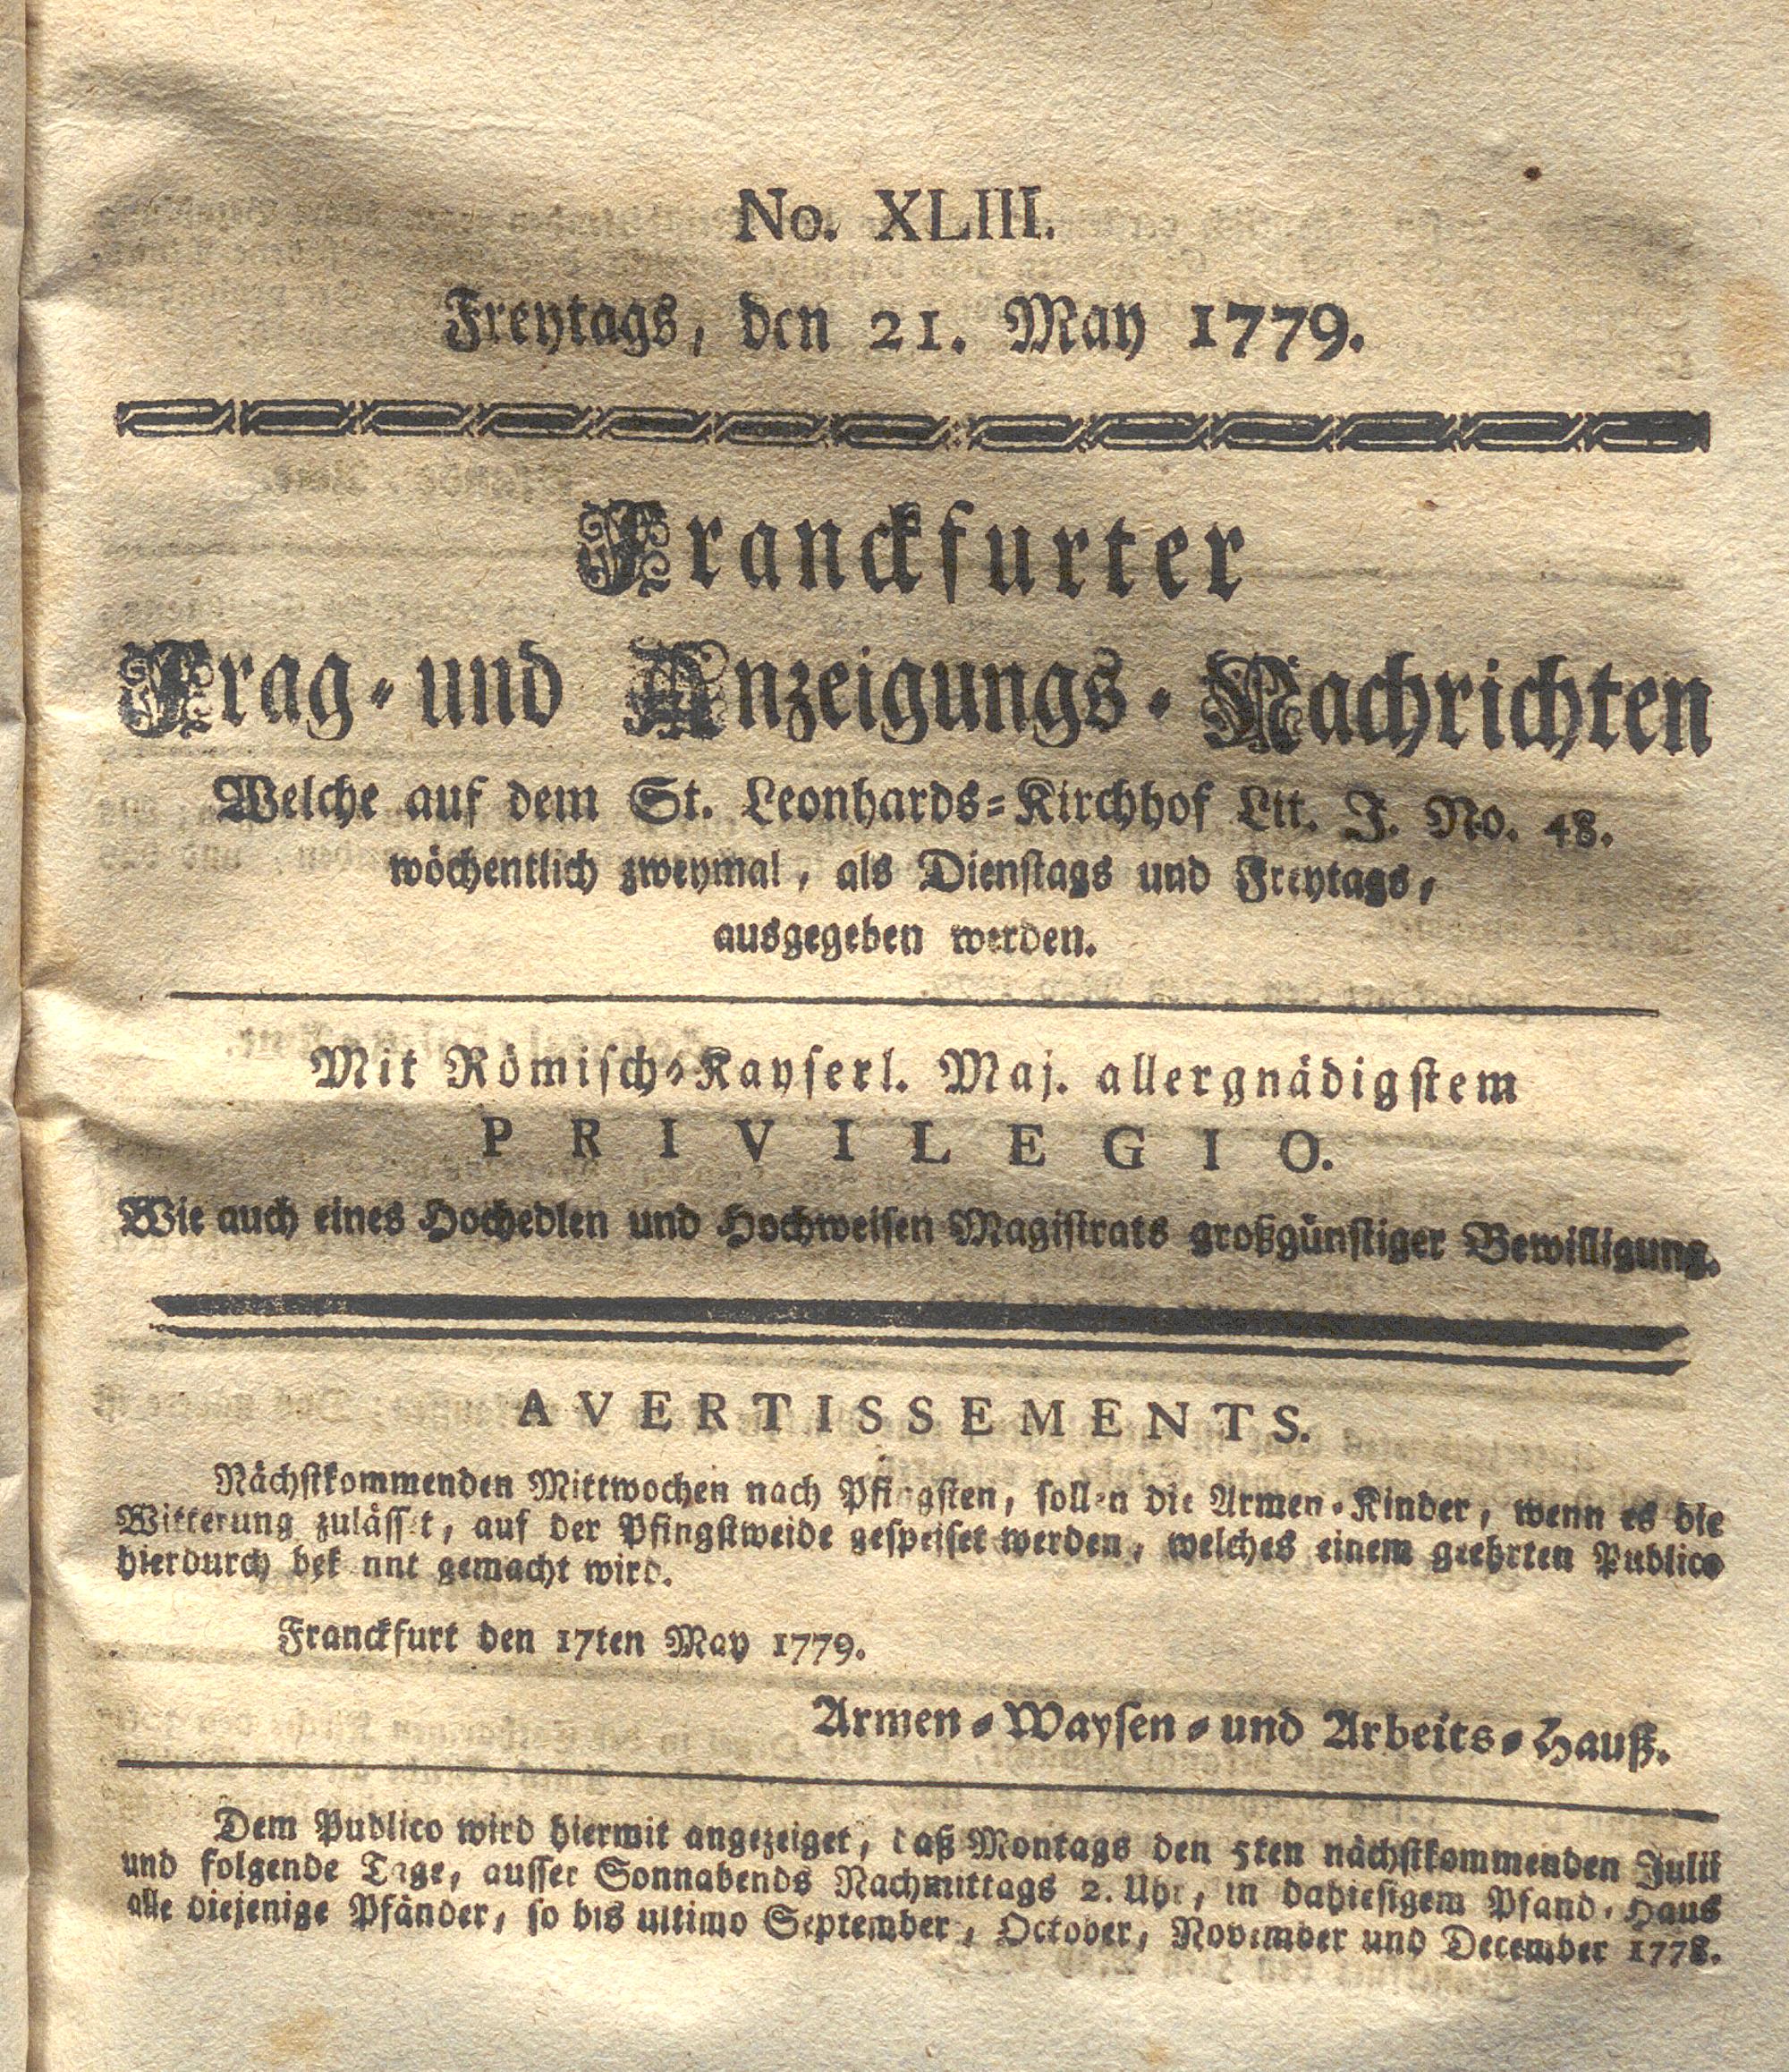 No. XLIII.
Freytags, den 21. May 1779.
Franckfurter
Frag- und Anzeigungs-Nachrichten
Welche auf dem St. Leonhards-Kirchhof Litt. J. No. 48.
wöchentlich zweymal, als Dienstags und Freytags,
ausgegeben werden.
Mit Römisch-Kayserl. Maj. allergnädigstem
PRIVILEGIO.
Wie auch eines Hochedlen und Hochweisen Magistrats großgünstiger Bewilligung.
AVERTISSEMENTS.
Nächstkommenden Mittwochen nach Pfingsten, sollen die Armen-Kinder, wenn es die
Witterung zulässet, auf der Pfingstweide gespeiset werden, welches einem geehrten Publico
hierdurch bekannt gemacht wird.
Franckfurt den 17ten May 1779.
Armen-Waysen-und Arbeits-Hauß.
Dem Publico wird hiermit angezeiget, daß Montags den 5ten nächstkommenden Julii
und folgende Tage, ausser Sonnabends Nachmittags 2. Uhr, in dahiesigem Pfand-Haus
alle diejenige Pfänder, so bis ultimo September, October, November und December 1778.